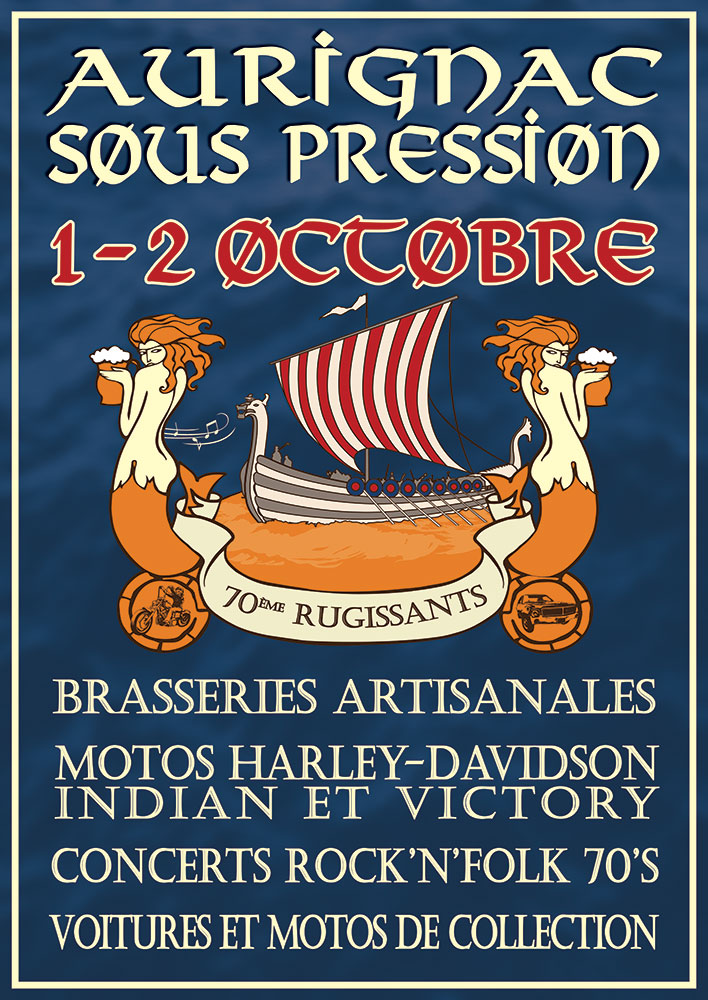 AURIGNAC
SØUS PRESSIØN
1-2 ØCTØBRE
70ÈME RUGISSANTS
BRASSERIES ARTISANALES
MOTOS HARLEY-DAVIDSON
INDIAN ET VICTORY
CONCERTS ROCK'N'FOLK 70'S
VOITURES ET MOTOS DE COLLECTION